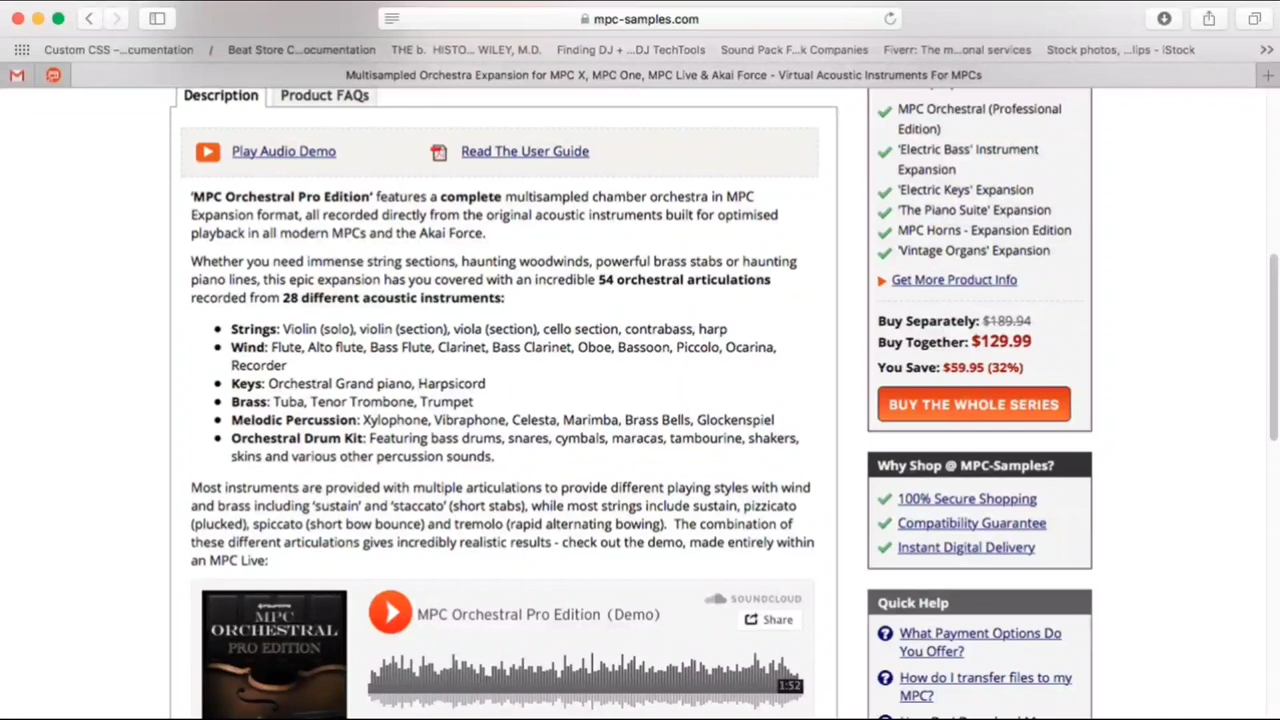 mpc-samples.com
Custom CSS –...cumentation / Beat Store C...ocumentation THE b. HISTO... WILEY, M.D. Finding DJ + ...DJ TechTools Sound Pack F...k Companies Fiverr: The m...onal services Stock photos, ...lips - iStock
Multisampled Orchestra Expansion for MPC X, MPC One, MPC Live & Akai Force - Virtual Acoustic Instruments For MPCs
Description Product FAQs
Play Audio Demo Read The User Guide
'MPC Orchestral Pro Edition' features a complete multisampled chamber orchestra in MPC
Expansion format, all recorded directly from the original acoustic instruments built for optimised
playback in all modern MPCs and the Akai Force.
Whether you need immense string sections, haunting woodwinds, powerful brass stabs or haunting
piano lines, this epic expansion has you covered with an incredible 54 orchestral articulations
recorded from 28 different acoustic instruments:
Strings: Violin (solo), violin (section), viola (section), cello section, contrabass, harp
Wind: Flute, Alto flute, Bass Flute, Clarinet, Bass Clarinet, Oboe, Bassoon, Piccolo, Ocarina,
Recorder
Keys: Orchestral Grand piano, Harpsicord
Brass: Tuba, Tenor Trombone, Trumpet
Melodic Percussion: Xylophone, Vibraphone, Celesta, Marimba, Brass Bells, Glockenspiel
Orchestral Drum Kit: Featuring bass drums, snares, cymbals, maracas, tambourine, shakers,
skins and various other percussion sounds.
Most instruments are provided with multiple articulations to provide different playing styles with wind
and brass including 'sustain' and 'staccato' (short stabs), while most strings include sustain, pizzicato
(plucked), spiccato (short bow bounce) and tremolo (rapid alternating bowing). The combination of
these different articulations gives incredibly realistic results - check out the demo, made entirely within
an MPC Live:
MPC
ORCHESTRAL
PRO EDITION
MPC Orchestral Pro Edition (Demo)
SOUNDCLOUD
Share
1:52
MPC Orchestral (Professional
Edition)
'Electric Bass' Instrument
Expansion
'Electric Keys' Expansion
'The Piano Suite' Expansion
MPC Horns - Expansion Edition
'Vintage Organs' Expansion
Get More Product Info
Buy Separately: $189.94
Buy Together: $129.99
You Save: $59.95 (32%)
BUY THE WHOLE SERIES
Why Shop @ MPC-Samples?
100% Secure Shopping
Compatibility Guarantee
Instant Digital Delivery
Quick Help
What Payment Options Do
You Offer?
How do I transfer files to my
MPC?